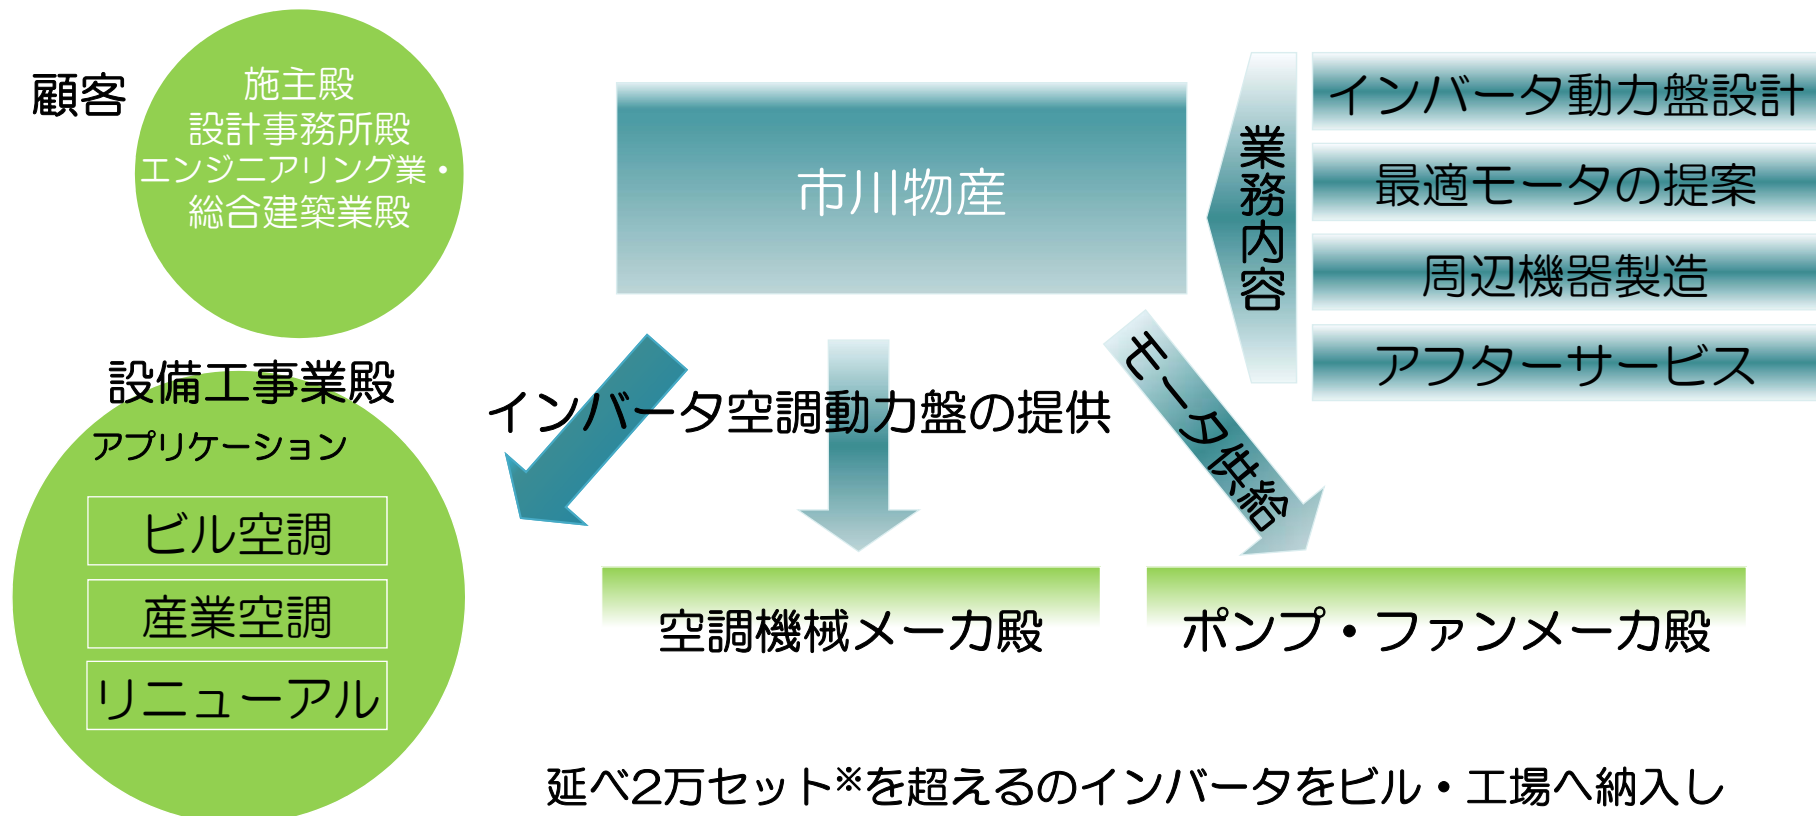 顧客
施主殿
設計事務所殿
エンジニアリング業・
総合建築業殿
市川物産
業務内容
インバータ動力盤設計
最適モータの提案
周辺機器製造
アフターサービス
設備工事業殿
アプリケーション
ビル空調
産業空調
リニューアル
インバータ空調動力盤の提供
モータ供給
空調機械メーカ殿
ポンプ・ファンメーカ殿
延べ2万セット※を超えるのインバータをビル・工場へ納入し